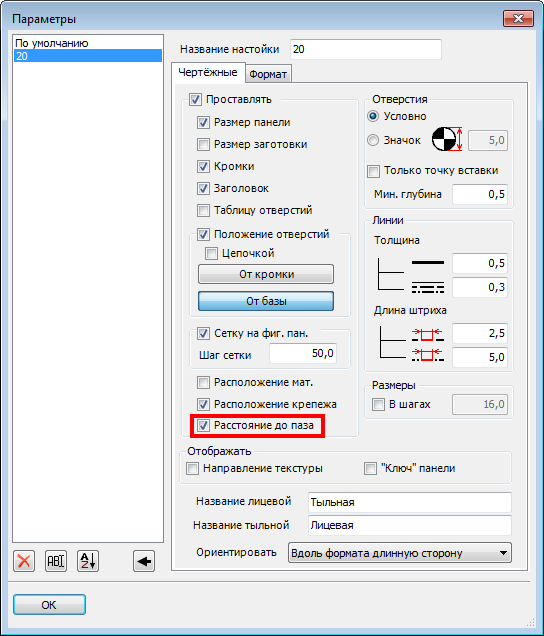 Параметры
По умолчанию
20
Название настойки
20
Чертёжные
Формат
Проставлять
Размер панели
Размер заготовки
Кромки
Заголовок
Таблицу отверстий
Положение отверстий
Цепочкой
От кромки
От базы
Сетку на фиг. пан.
Шаг сетки
50,0
Расположение мат.
Расположение крепежа
Расстояние до паза
Отверстия
Условно
Значок
5,0
Только точку вставки
Мин. глубина
0,5
Линии
Толщина
0,5
0,3
Длина штриха
2,5
5,0
Размеры
В шагах
16,0
Отображать
Направление текстуры
"Ключ" панели
Название лицевой
Тыльная
Название тыльной
Лицевая
Ориентировать
Вдоль формата длинную сторону
ABI
A
Z
OK